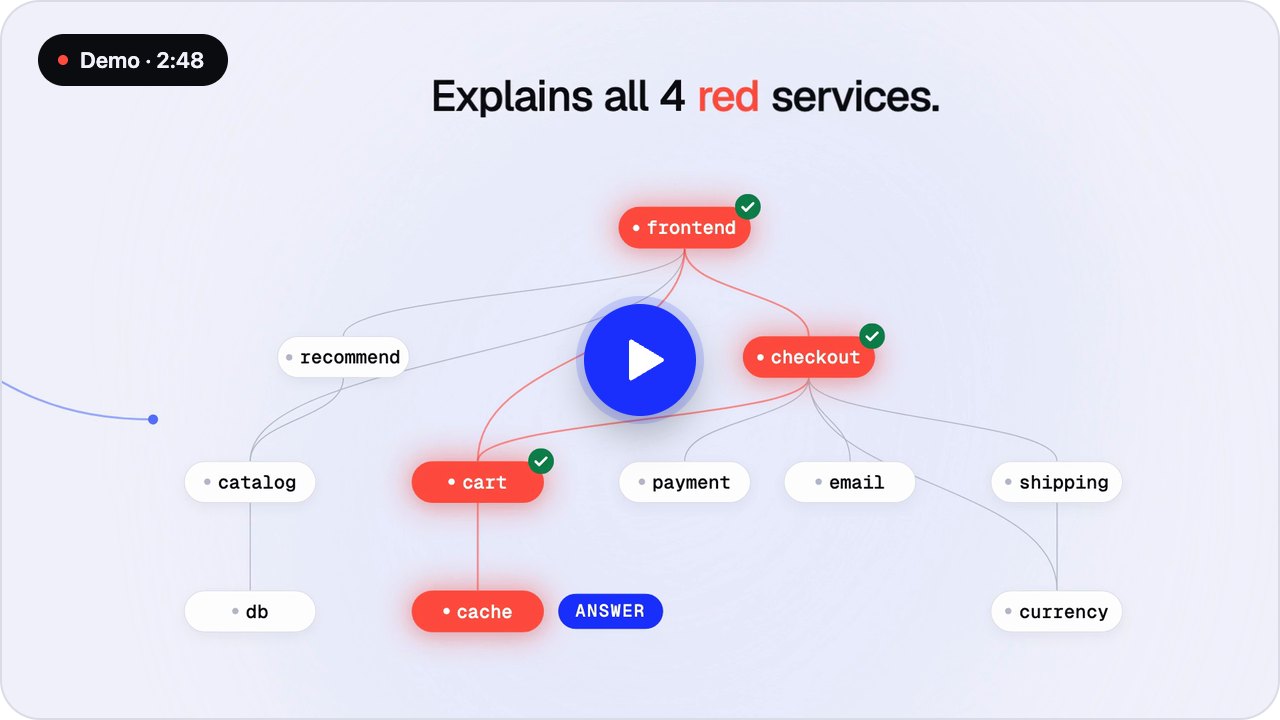 Demo · 2:48
Explains all 4 red services.
frontend
recommend
checkout
catalog
cart
payment
email
shipping
db
cache
ANSWER
currency